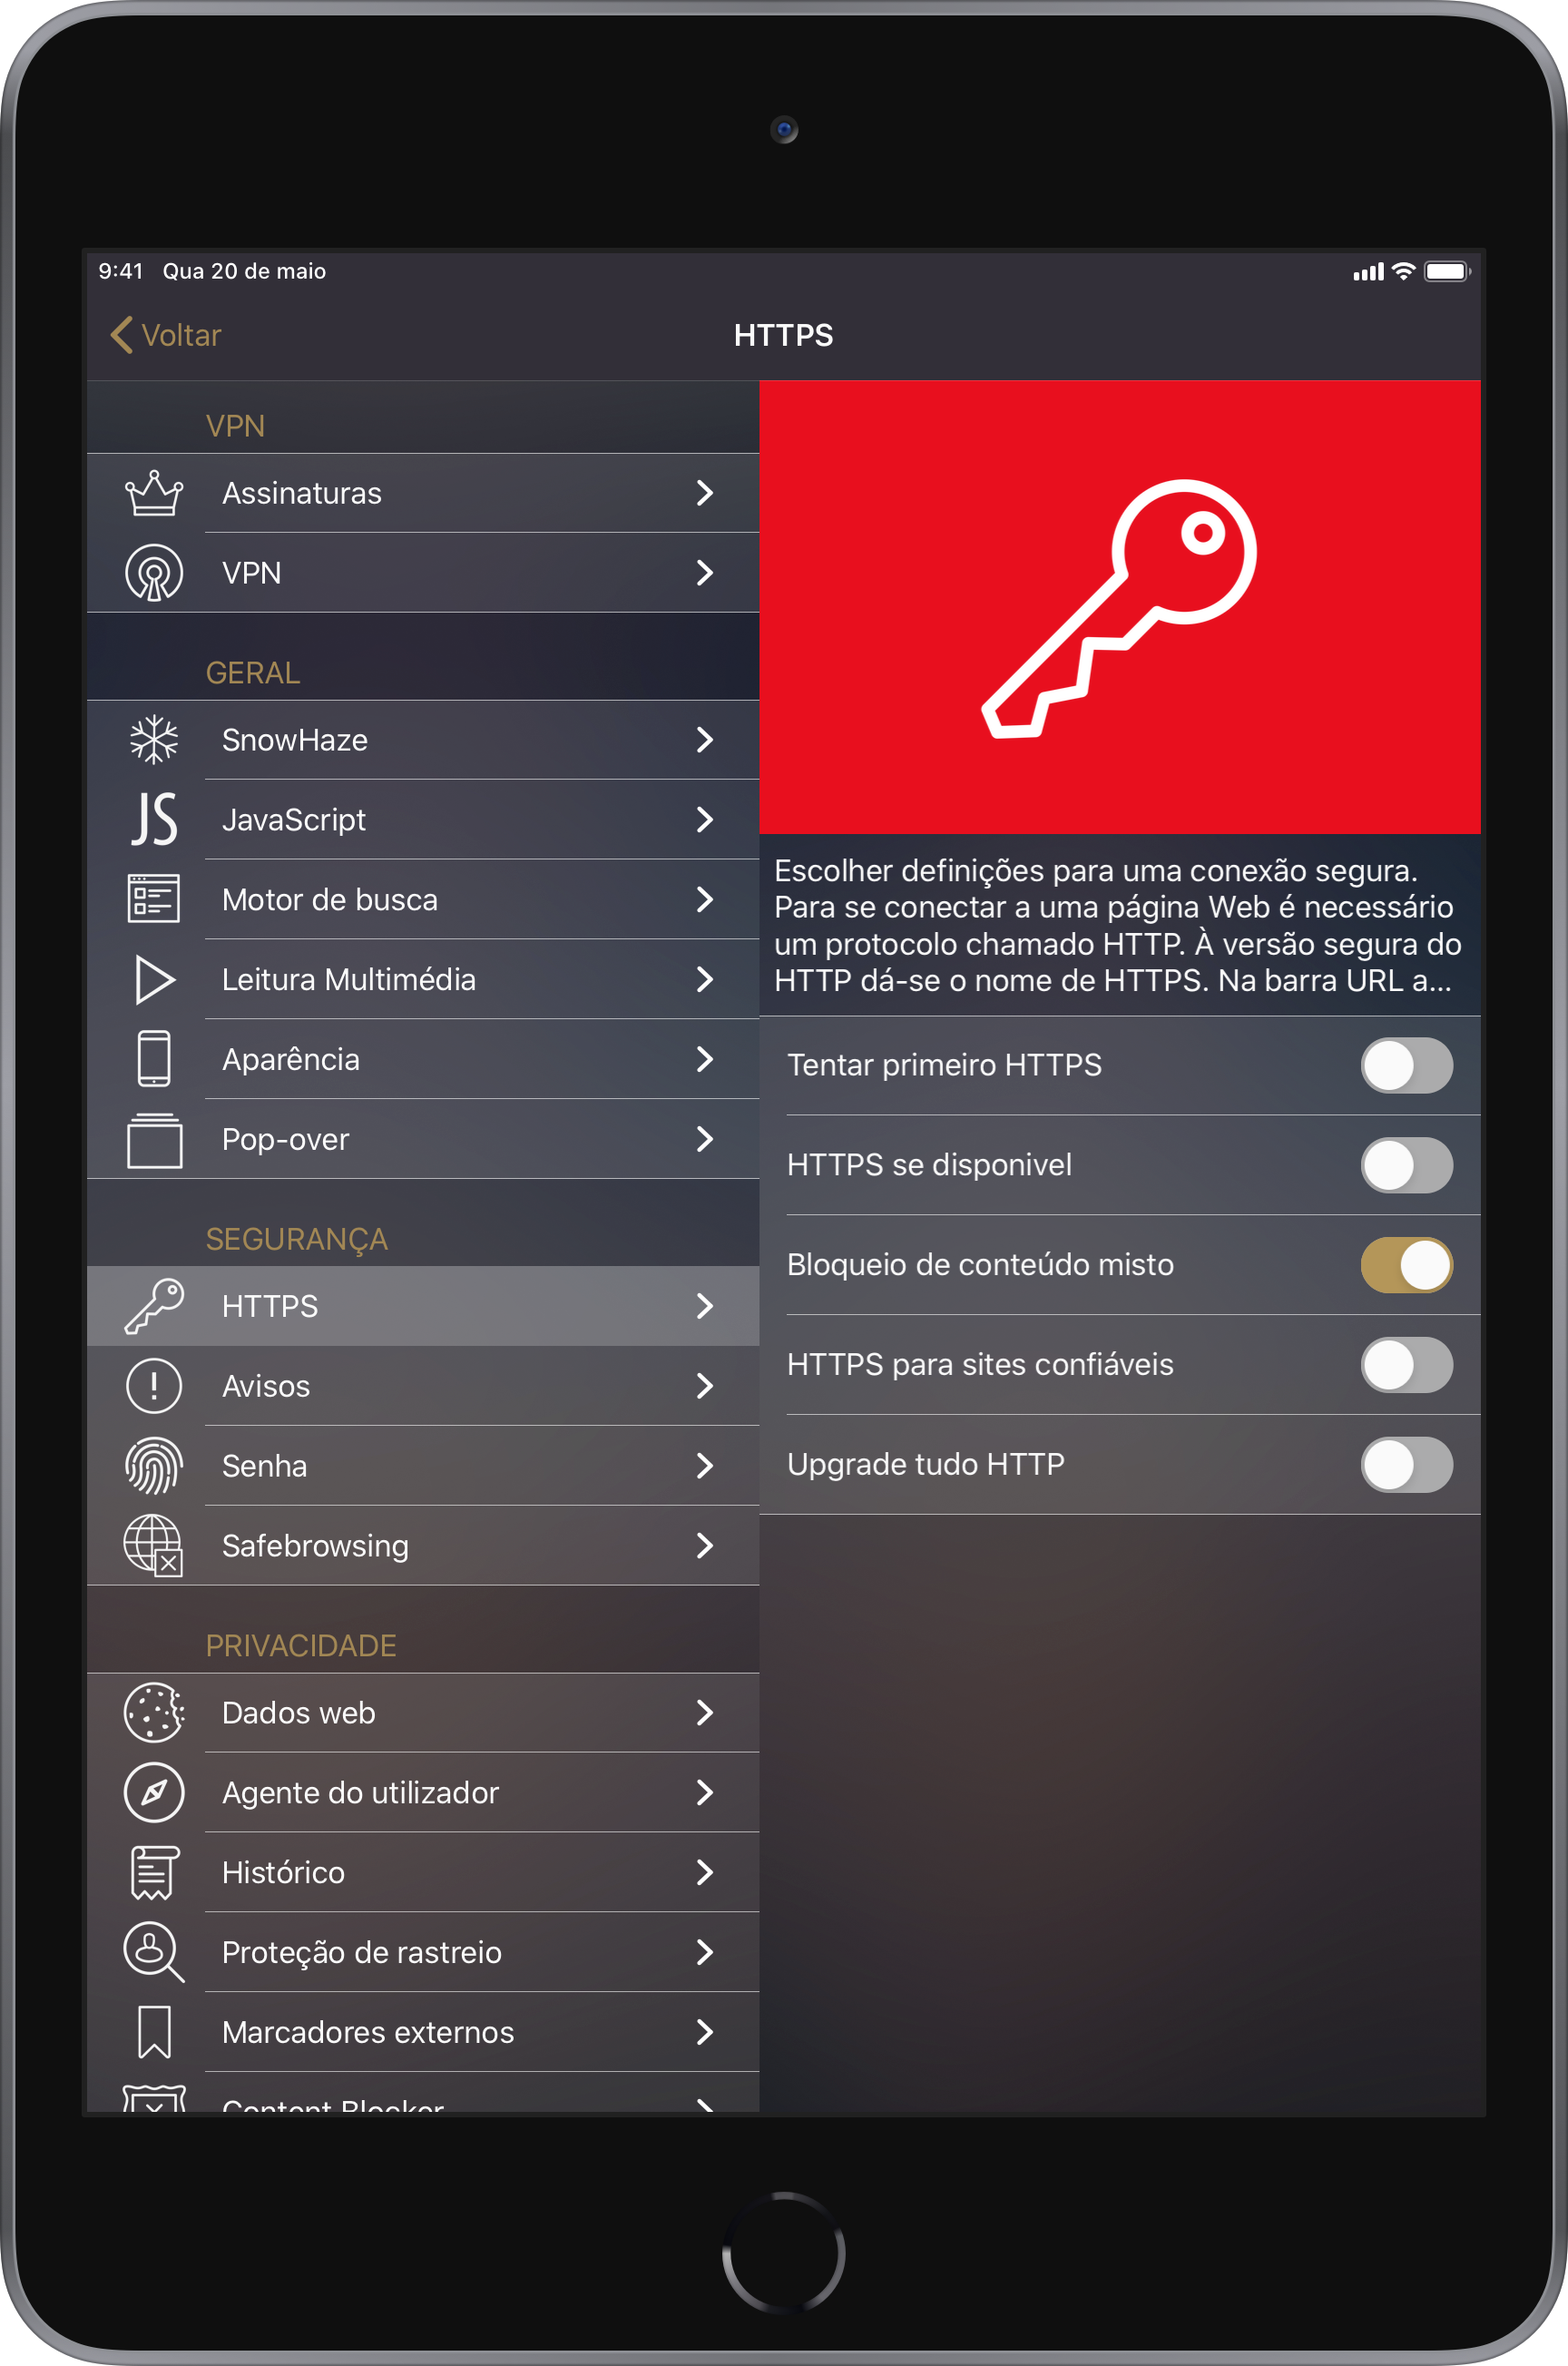 9:41 Qua 20 de maio
Voltar
HTTPS
VPN
Assinaturas
VPN
GERAL
SnowHaze
JS JavaScript
Motor de busca
Leitura Multimédia
Aparência
Pop-over
SEGURANÇA
HTTPS
Avisos
Senha
Safebrowsing
PRIVACIDADE
Dados web
Agente do utilizador
Histórico
Proteção de rastreio
Marcadores externos
Content Blocker
Escolher definições para uma conexão segura.
Para se conectar a uma página Web é necessário
um protocolo chamado HTTP. À versão segura do
HTTP dá-se o nome de HTTPS. Na barra URL a...
Tentar primeiro HTTPS
HTTPS se disponivel
Bloqueio de conteúdo misto
HTTPS para sites confiáveis
Upgrade tudo HTTP